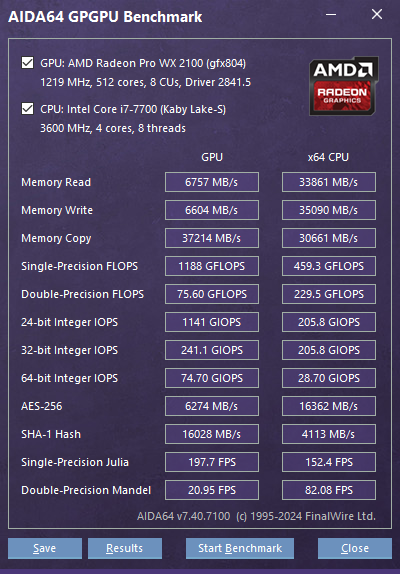 AIDA64 GPGPU Benchmark
GPU: AMD Radeon Pro WX 2100 (gfx804)
1219 MHz, 512 cores, 8 CUs, Driver 2841.5
CPU: Intel Core i7-7700 (Kaby Lake-S)
3600 MHz, 4 cores, 8 threads
AMD
RADEON
GRAPHICS
GPU x64 CPU
Memory Read 6757 MB/s 33861 MB/s
Memory Write 6604 MB/s 35090 MB/s
Memory Copy 37214 MB/s 30661 MB/s
Single-Precision FLOPS 1188 GFLOPS 459.3 GFLOPS
Double-Precision FLOPS 75.60 GFLOPS 229.5 GFLOPS
24-bit Integer IOPS 1141 GIOPS 205.8 GIOPS
32-bit Integer IOPS 241.1 GIOPS 205.8 GIOPS
64-bit Integer IOPS 74.70 GIOPS 28.70 GIOPS
AES-256 6274 MB/s 16362 MB/s
SHA-1 Hash 16028 MB/s 4113 MB/s
Single-Precision Julia 197.7 FPS 152.4 FPS
Double-Precision Mandel 20.95 FPS 82.08 FPS
AIDA64 v7.40.7100 (c) 1995-2024 FinalWire Ltd.
Save Results Start Benchmark Close